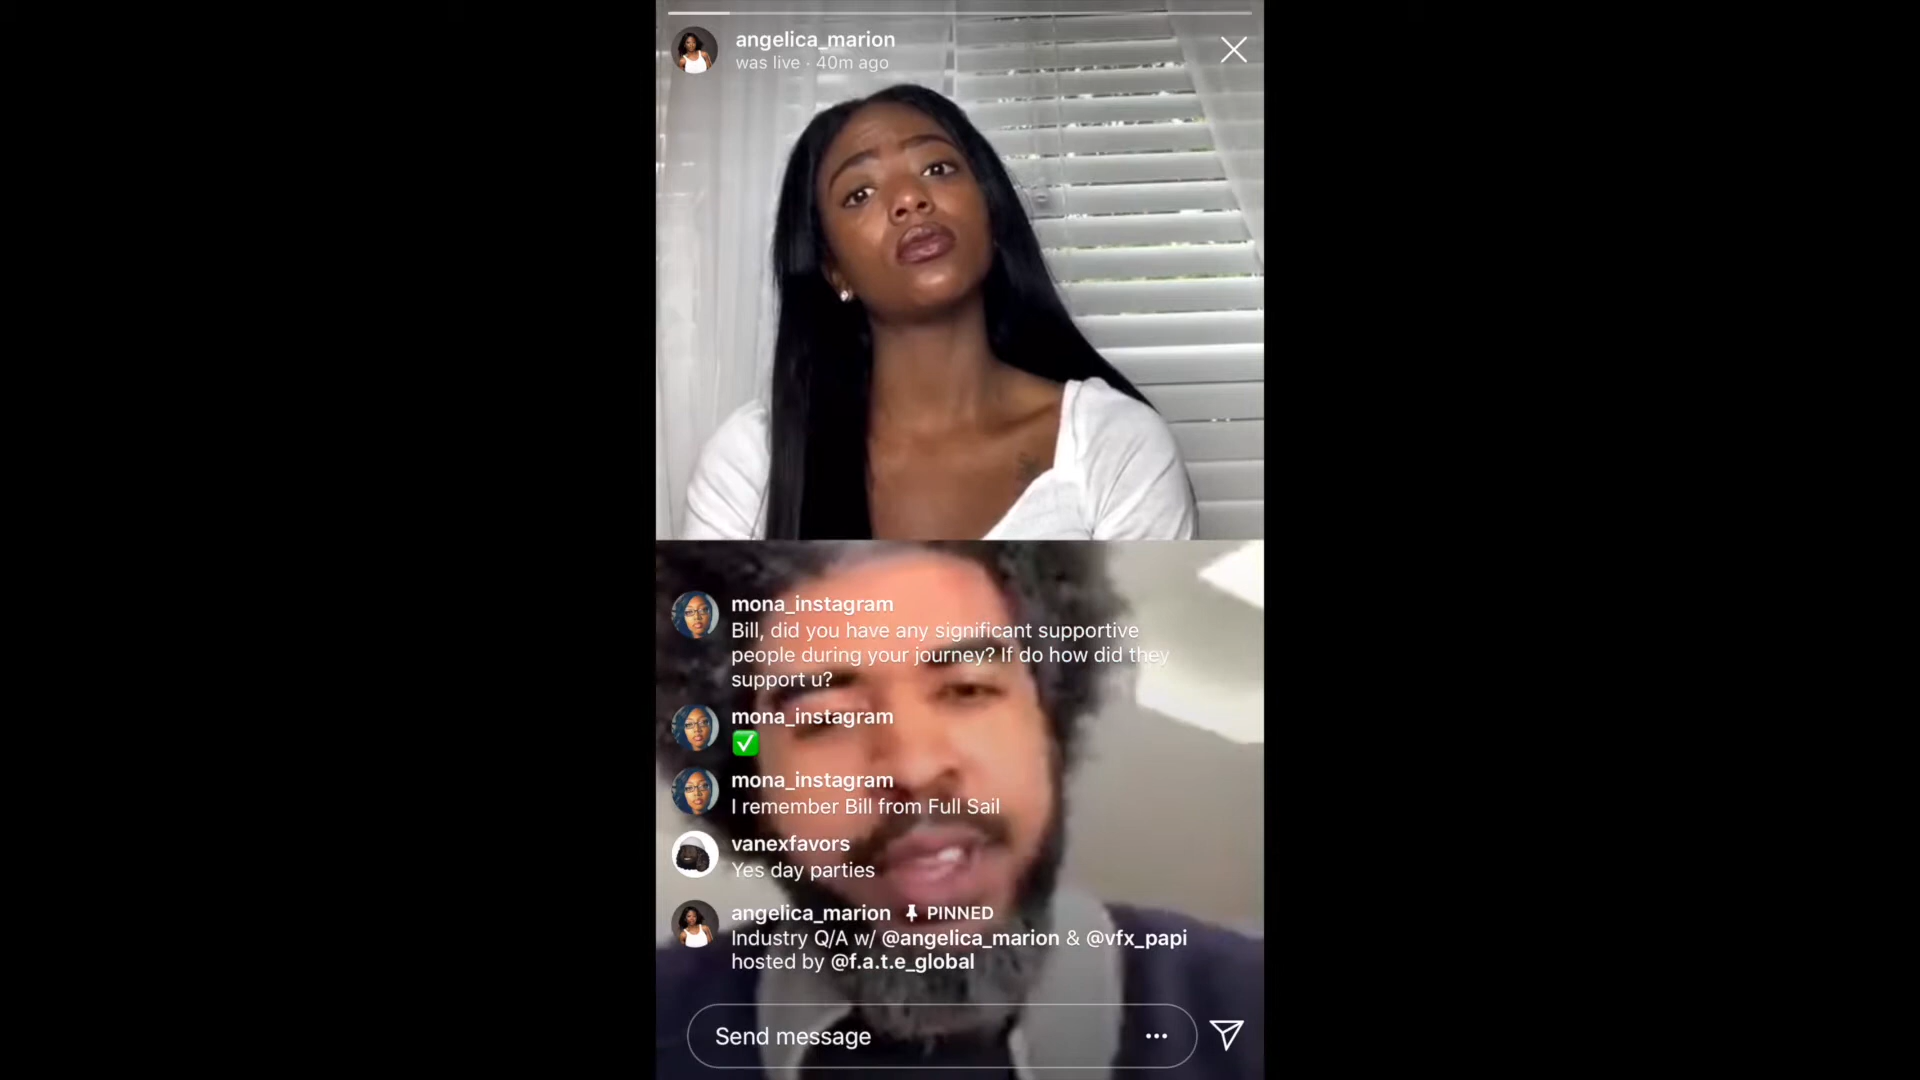 angelica_marion
was live · 40m ago
mona_instagram
Bill, did you have any significant supportive
people during your journey? If do how did they
support u?
mona_instagram
✅
mona_instagram
I remember Bill from Full Sail
vanexfavors
Yes day parties
angelica_marion PINNED
Industry Q/A w/ @angelica_marion & @vfx_papi
hosted by @f.a.t.e_global
Send message